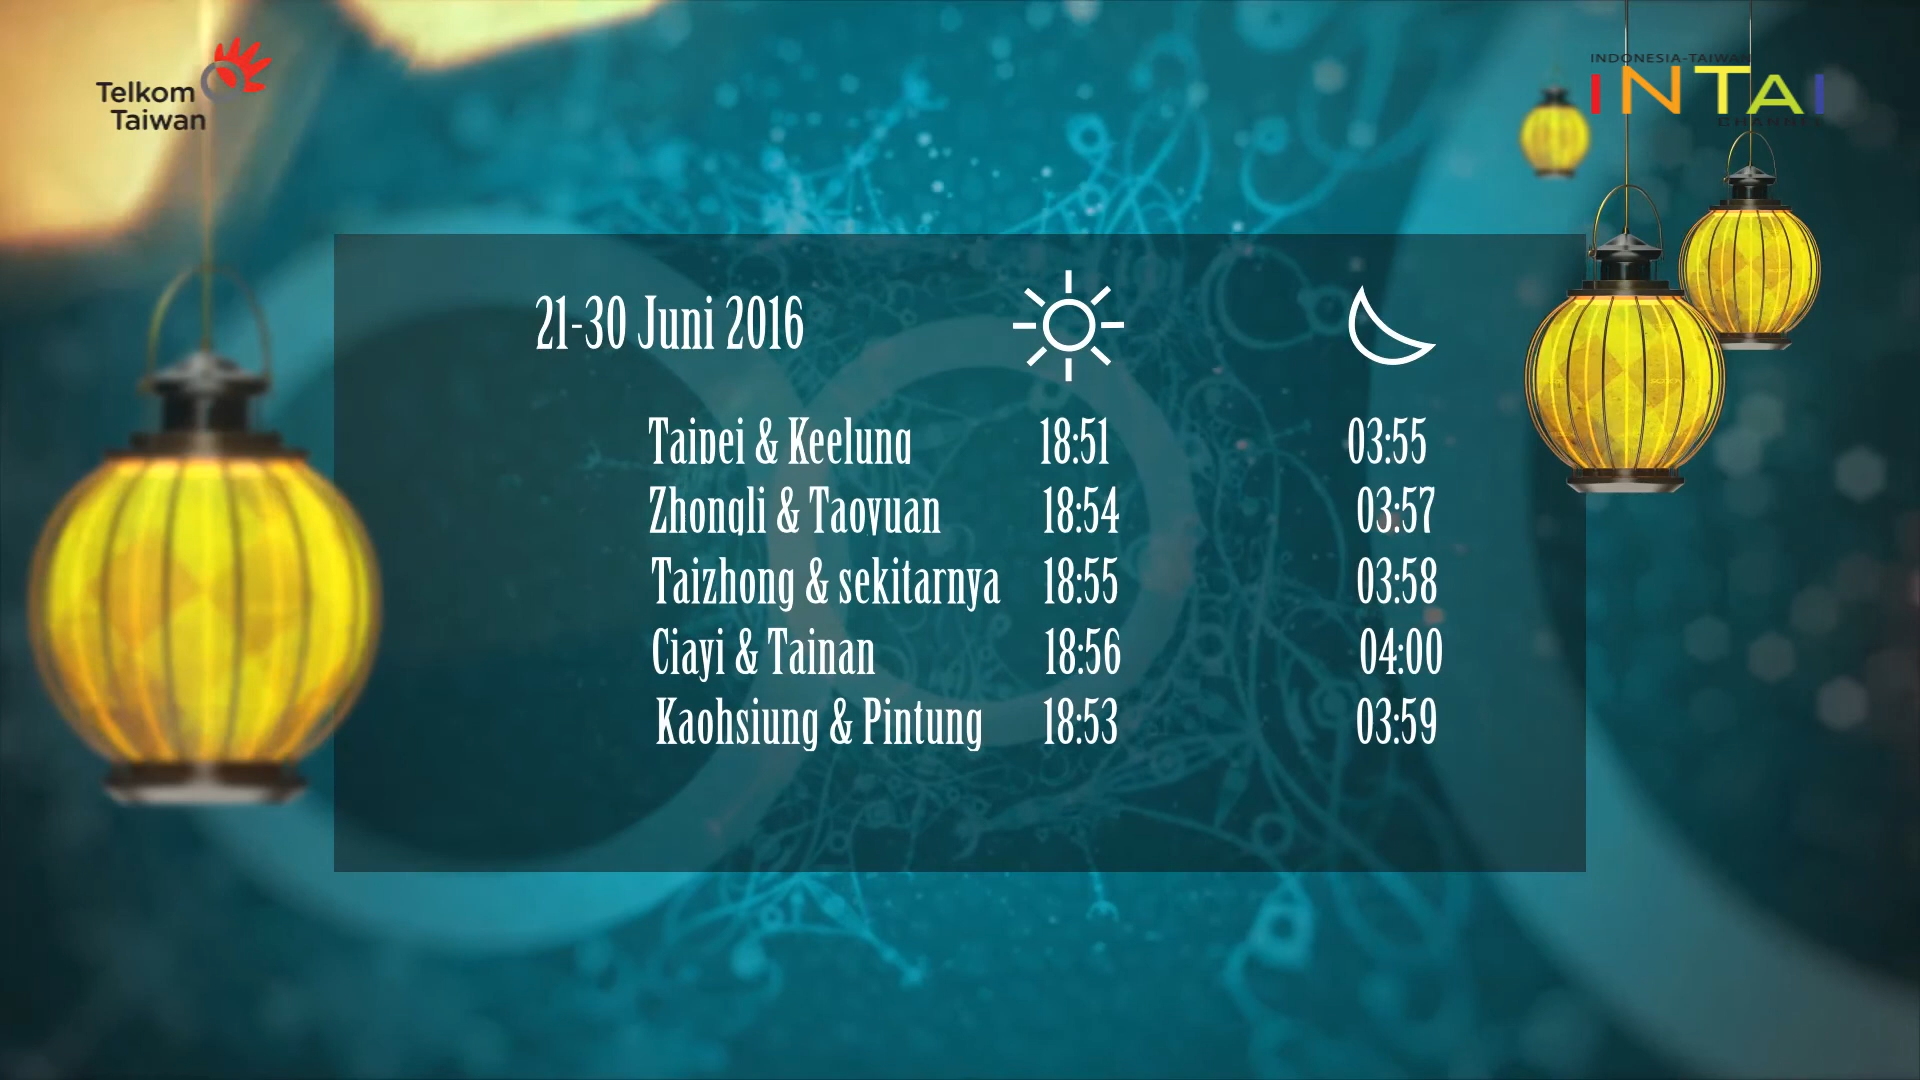 Telkom
Taiwan
INDONESIA-TAIWAN
INTAI
CHANNEL
21-30 Juni 2016
Taipei & Keelung 18:51 03:55
Zhongli & Taoyuan 18:54 03:57
Taizhong & sekitarnya 18:55 03:58
Ciayi & Tainan 18:56 04:00
Kaohsiung & Pintung 18:53 03:59